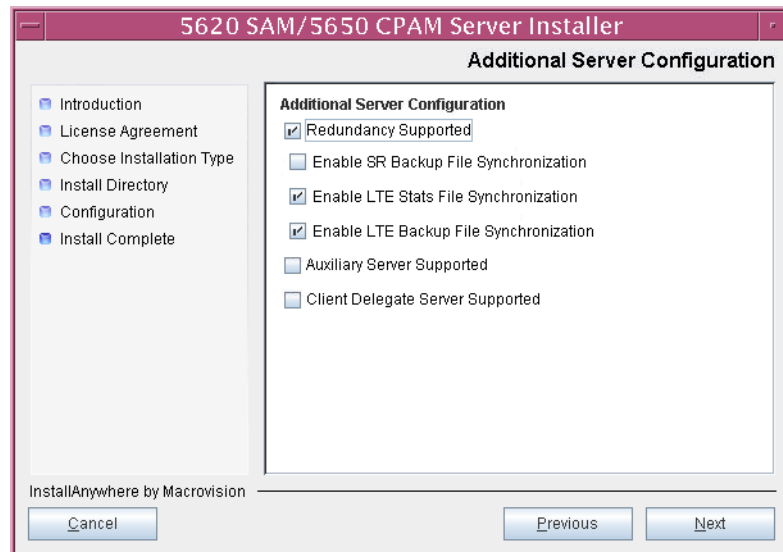 5620 SAM/5650 CPAM Server Installer
Additional Server Configuration
Introduction
License Agreement
Choose Installation Type
Install Directory
Configuration
Install Complete
Additional Server Configuration
Redundancy Supported
Enable SR Backup File Synchronization
Enable LTE Stats File Synchronization
Enable LTE Backup File Synchronization
Auxiliary Server Supported
Client Delegate Server Supported
InstallAnywhere by Macrovision
Cancel
Previous
Next